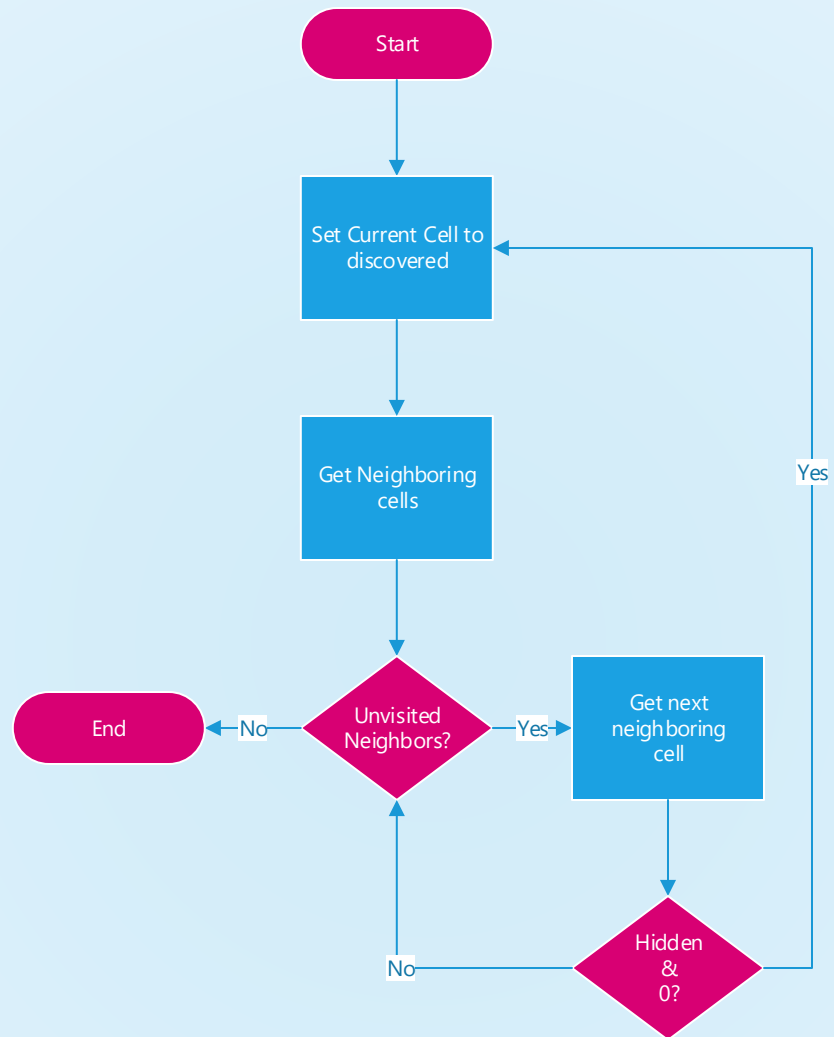 Start
Set Current Cell to
discovered
Get Neighboring
cells
Yes
Unvisited
Neighbors?
No
End
Yes
Get next
neighboring
cell
Hidden
&
0?
No